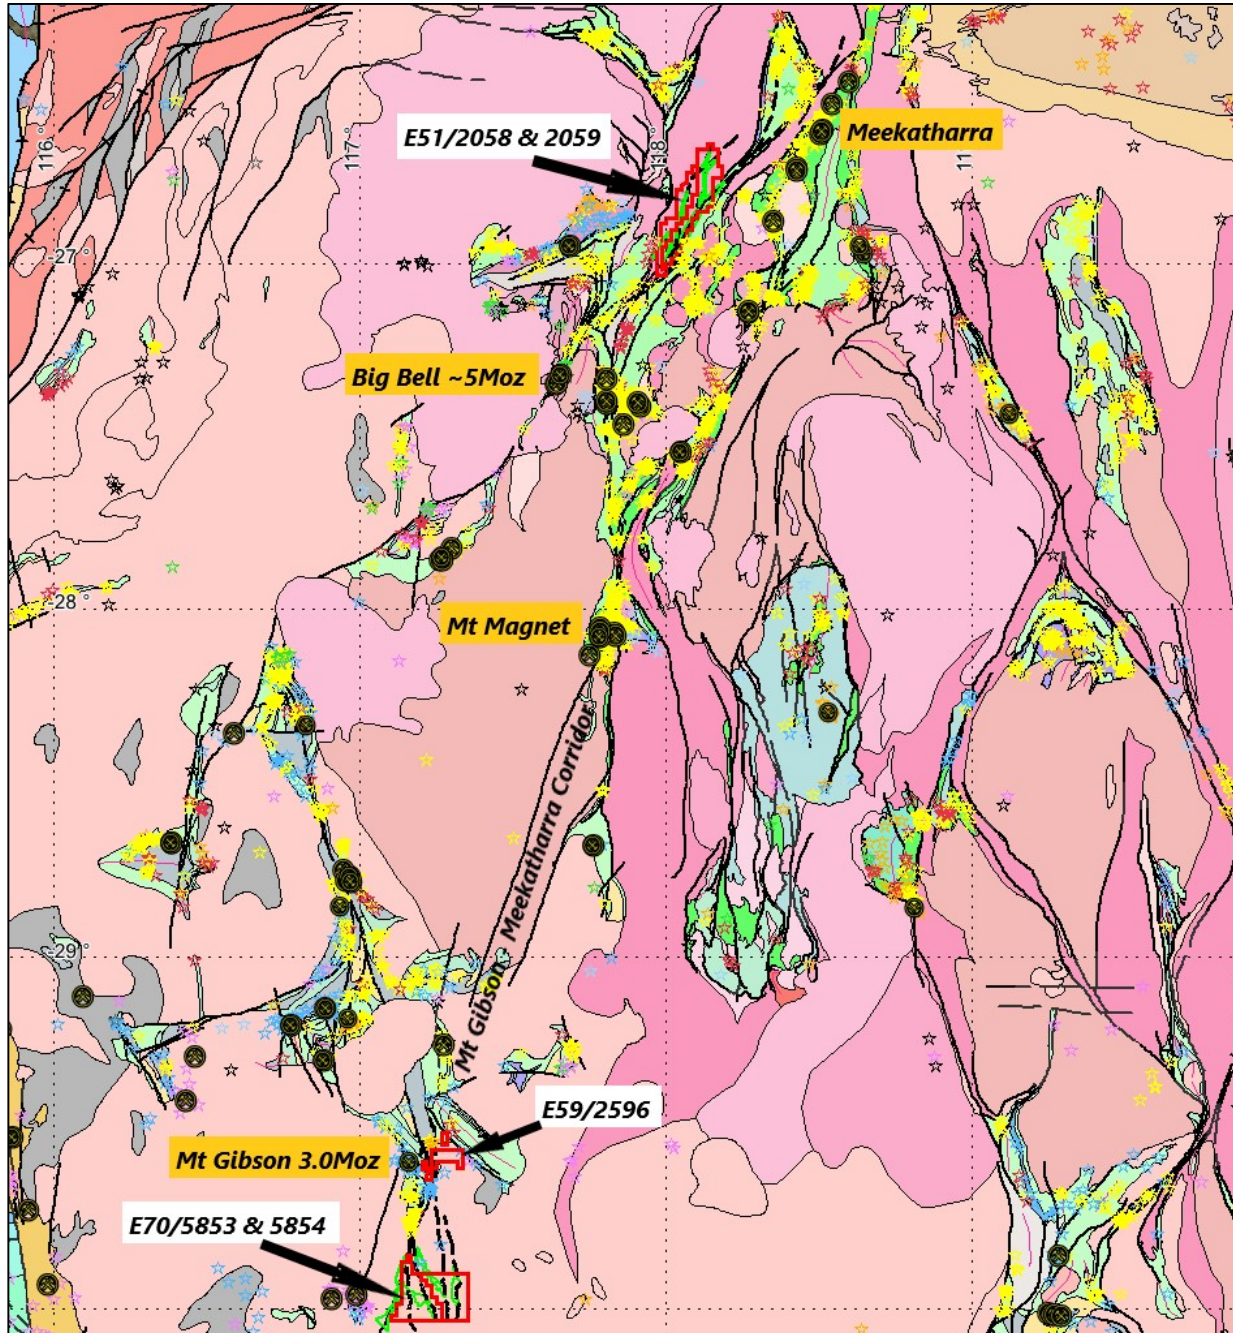 E51/2058 & 2059
Meekatharra
116°
117°
118°
11
-27°
Big Bell ~5Moz
-28°
Mt Magnet
Mt Gibson Meekatharra Corridor
-29°
E59/2596
Mt Gibson 3.0Moz
E70/5853 & 5854